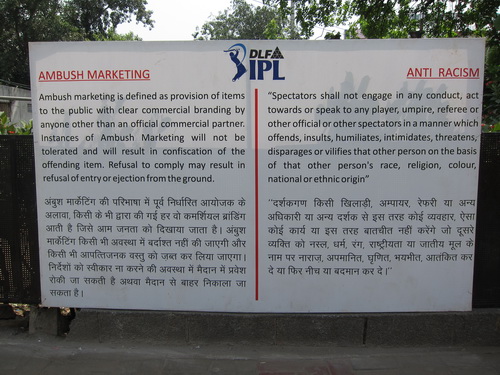 DLF
IPL
AMBUSH MARKETING
Ambush marketing is defined as provision of items
to the public with clear commercial branding by
anyone other than an official commercial partner.
Instances of Ambush Marketing will not be
tolerated and will result in confiscation of the
offending item. Refusal to comply may result in
refusal of entry or ejection from the ground.
अंबुश मार्केटिंग की परिभाषा में पूर्व निर्धारित आयोजक के
अलावा, किसी के भी द्वारा की गई हर वो कमर्शियल ब्रांडिंग
आती है जिसे आम जनता को दिखाया जाता है। अंबुश
मार्केटिंग किसी भी अवस्था में बर्दाश्त नहीं की जाएगी और
किसी भी आपत्तिजनक वस्तु को जब्त कर लिया जाएगा।
निर्देशों को स्वीकार ना करने की अवस्था में मैदान में प्रवेश
रोकी जा सकती है अथवा मैदान से बाहर निकाला जा
सकता है।
ANTI RACISM
“Spectators shall not engage in any conduct, act
towards or speak to any player, umpire, referee or
other official or other spectators in a manner which
offends, insults, humiliates, intimidates, threatens,
disparages or vilifies that other person on the basis
of that other person's race, religion, colour,
national or ethnic origin”
``दर्शकगण किसी खिलाड़ी, अम्पायर, रेफरी या अन्य
अधिकारी या अन्य दर्शक से इस तरह कोई व्यवहार, ऐसा
कोई कार्य या इस तरह बातचीत नहीं करेंगे जो दूसरे
व्यक्ति को नस्ल, धर्म, रंग, राष्ट्रीयता या जातीय मूल के
नाम पर नाराज, अपमानित, घृणित, भयभीत, आतंकित कर
दे या फिर नीच या बदमान कर दे।´´